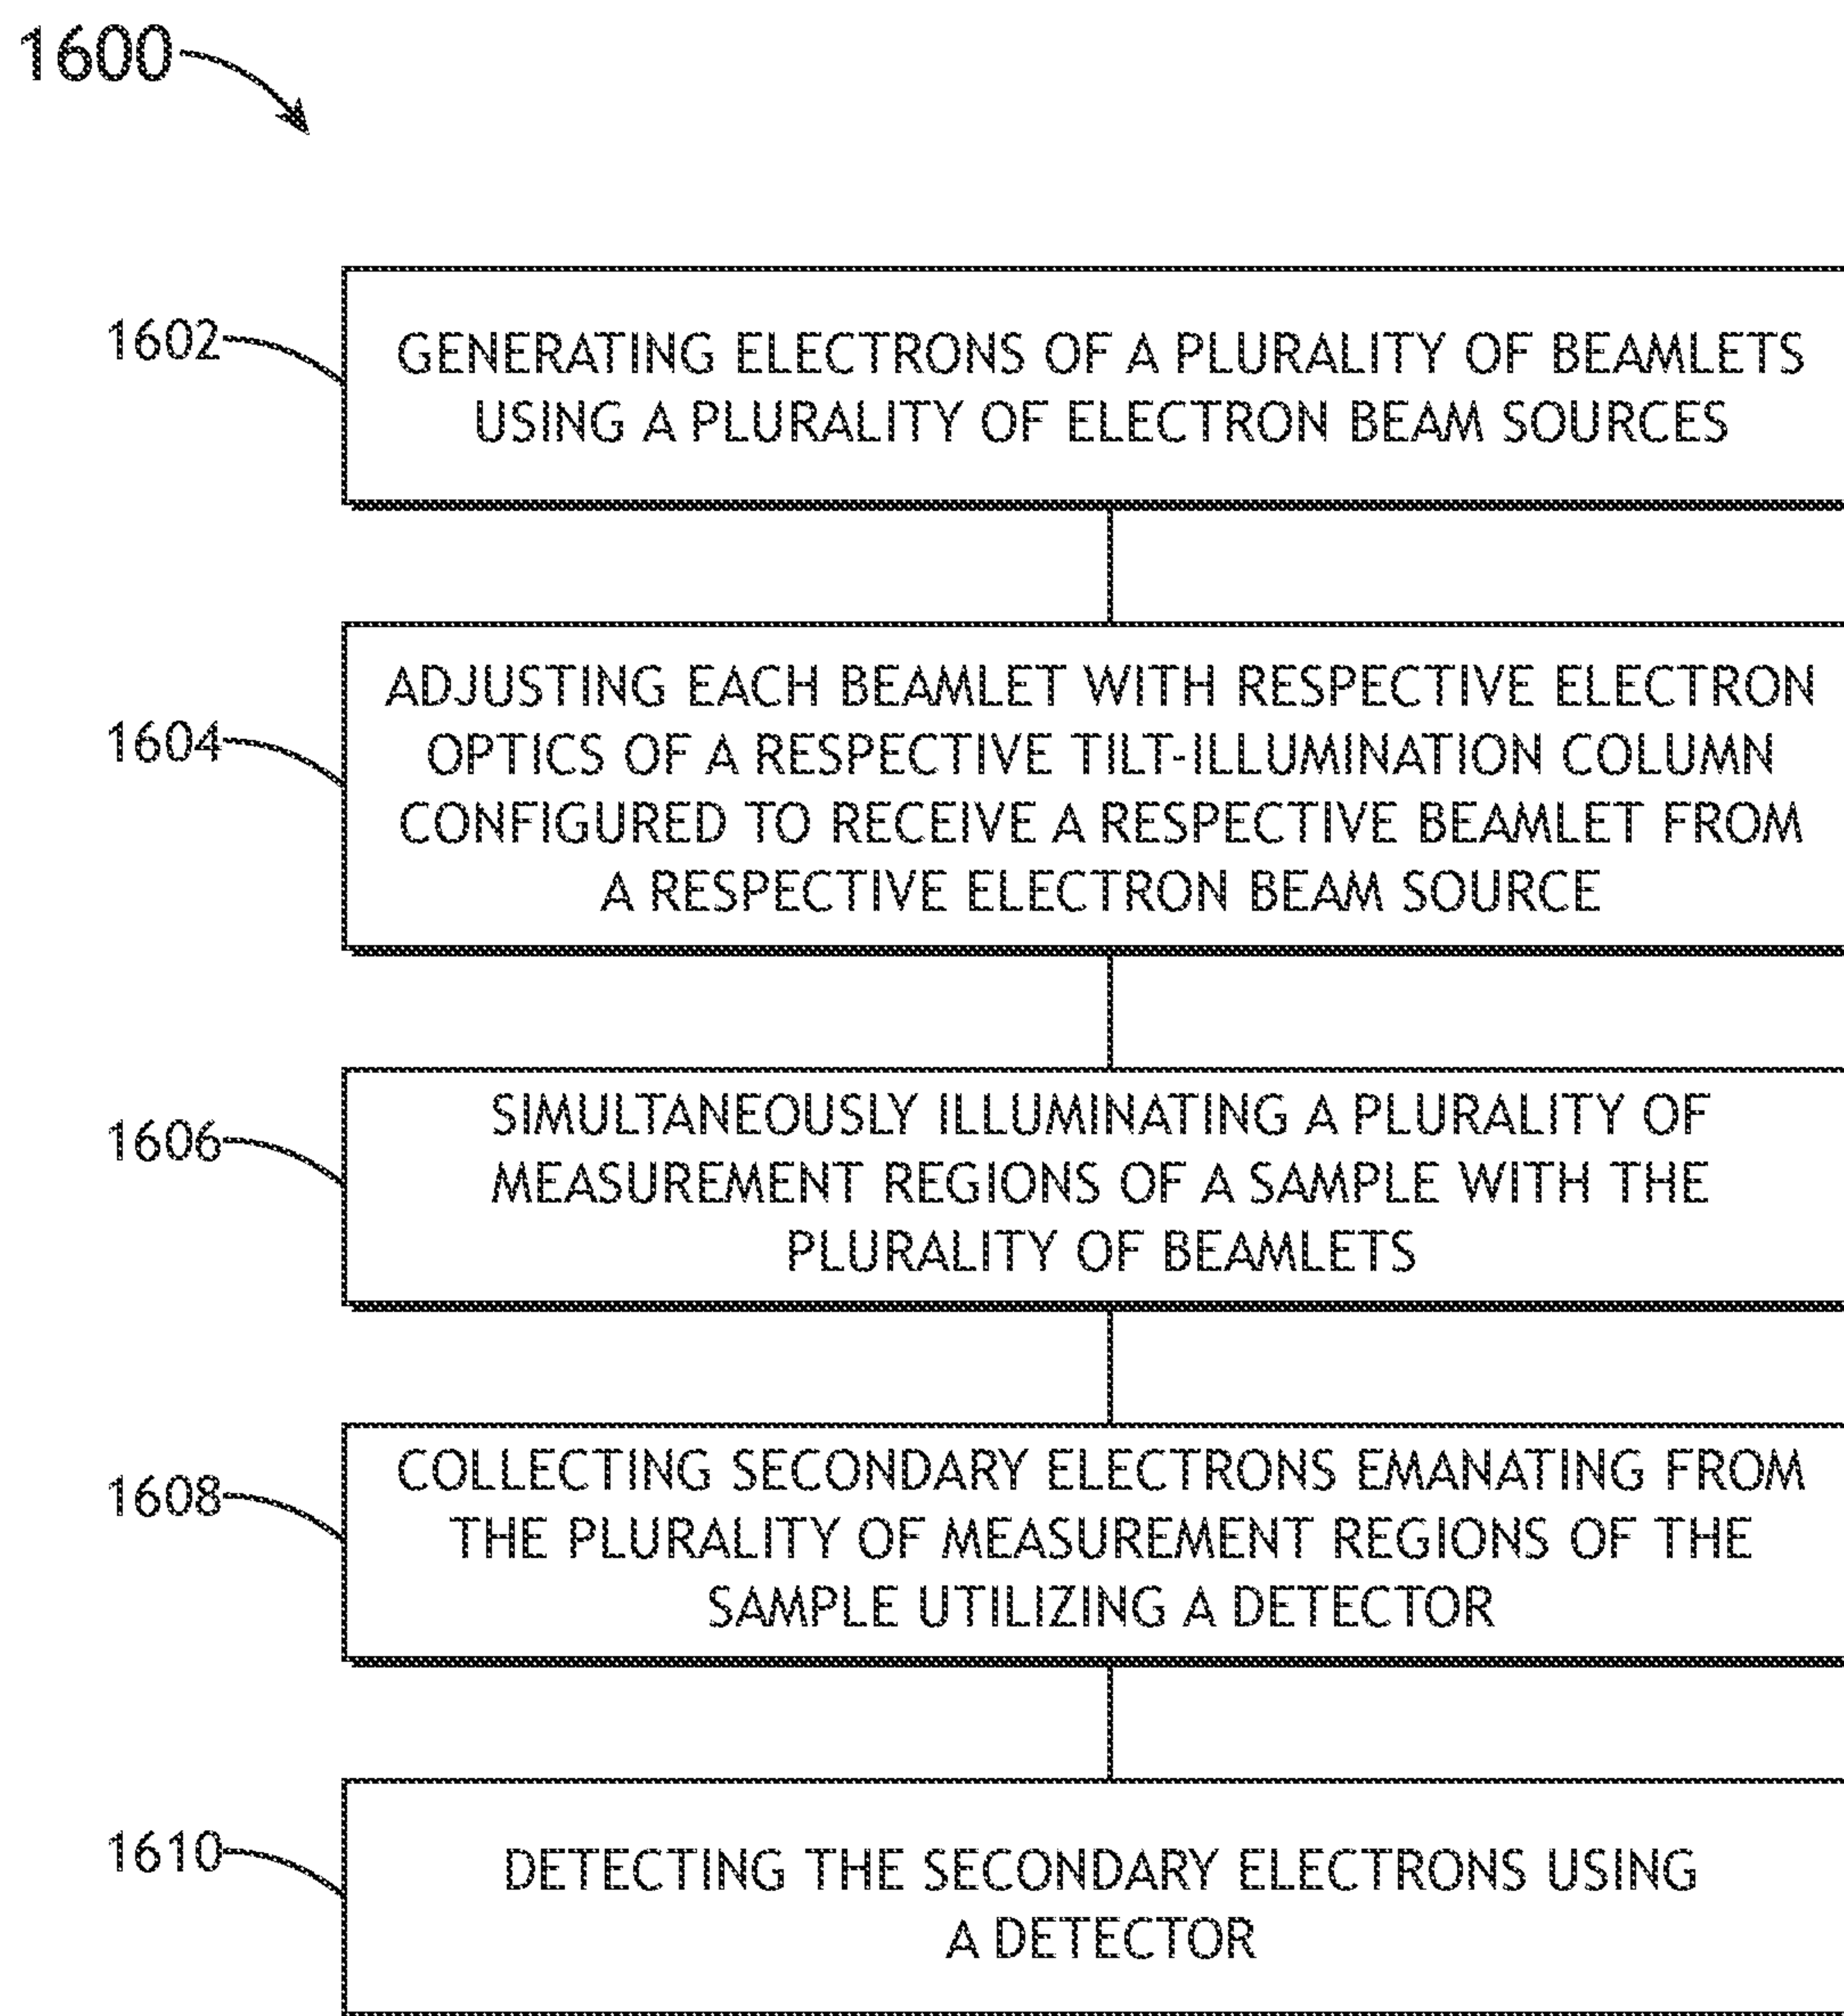 1600
1602
GENERATING ELECTRONS OF A PLURALITY OF BEAMLETS
USING A PLURALITY OF ELECTRON BEAM SOURCES
1604
ADJUSTING EACH BEAMLET WITH RESPECTIVE ELECTRON
OPTICS OF A RESPECTIVE TILT-ILLUMINATION COLUMN
CONFIGURED TO RECEIVE A RESPECTIVE BEAMLET FROM
A RESPECTIVE ELECTRON BEAM SOURCE
1606
SIMULTANEOUSLY ILLUMINATING A PLURALITY OF
MEASUREMENT REGIONS OF A SAMPLE WITH THE
PLURALITY OF BEAMLETS
1608
COLLECTING SECONDARY ELECTRONS EMANATING FROM
THE PLURALITY OF MEASUREMENT REGIONS OF THE
SAMPLE UTILIZING A DETECTOR
1610
DETECTING THE SECONDARY ELECTRONS USING
A DETECTOR